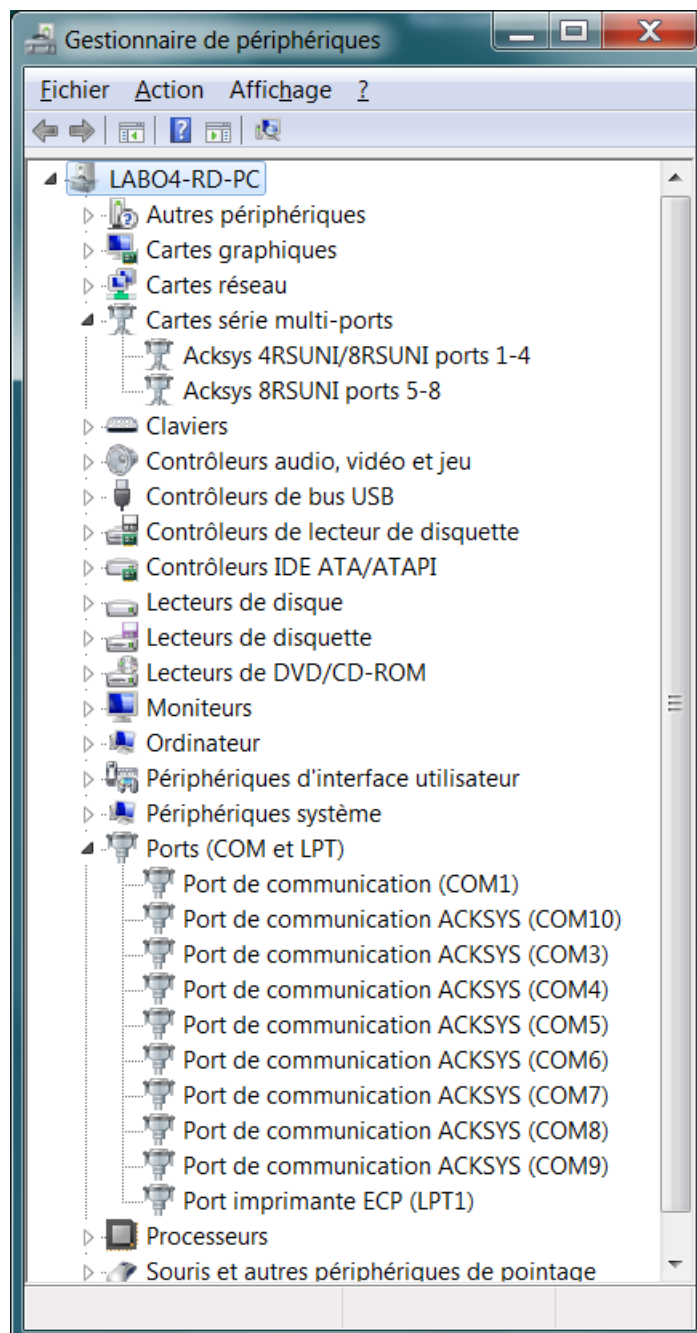 Gestionnaire de périphériques
Fichier Action Affichage ?
LABO4-RD-PC
Autres périphériques
Cartes graphiques
Cartes réseau
Cartes série multi-ports
Acksys 4RSUNI/8RSUNI ports 1-4
Acksys 8RSUNI ports 5-8
Claviers
Contrôleurs audio, vidéo et jeu
Contrôleurs de bus USB
Contrôleurs de lecteur de disquette
Contrôleurs IDE ATA/ATAPI
Lecteurs de disque
Lecteurs de disquette
Lecteurs de DVD/CD-ROM
Moniteurs
Ordinateur
Périphériques d'interface utilisateur
Périphériques système
Ports (COM et LPT)
Port de communication (COM1)
Port de communication ACKSYS (COM10)
Port de communication ACKSYS (COM3)
Port de communication ACKSYS (COM4)
Port de communication ACKSYS (COM5)
Port de communication ACKSYS (COM6)
Port de communication ACKSYS (COM7)
Port de communication ACKSYS (COM8)
Port de communication ACKSYS (COM9)
Port imprimante ECP (LPT1)
Processeurs
Souris et autres périphériques de pointage